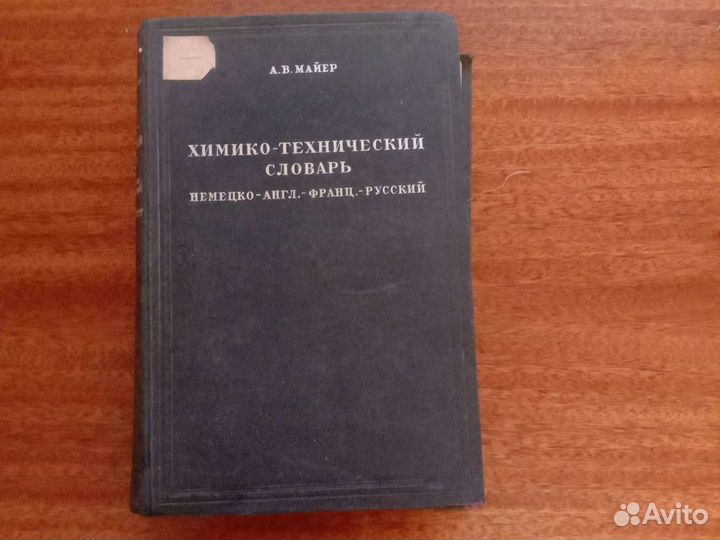 А. В. МАЙЕР
ХИМИКО-ТЕХНИЧЕСКИЙ
СЛОВАРЬ
НЕМЕЦКО-АНГЛ.-ФРАНЦ.-РУССКИЙ
Avito